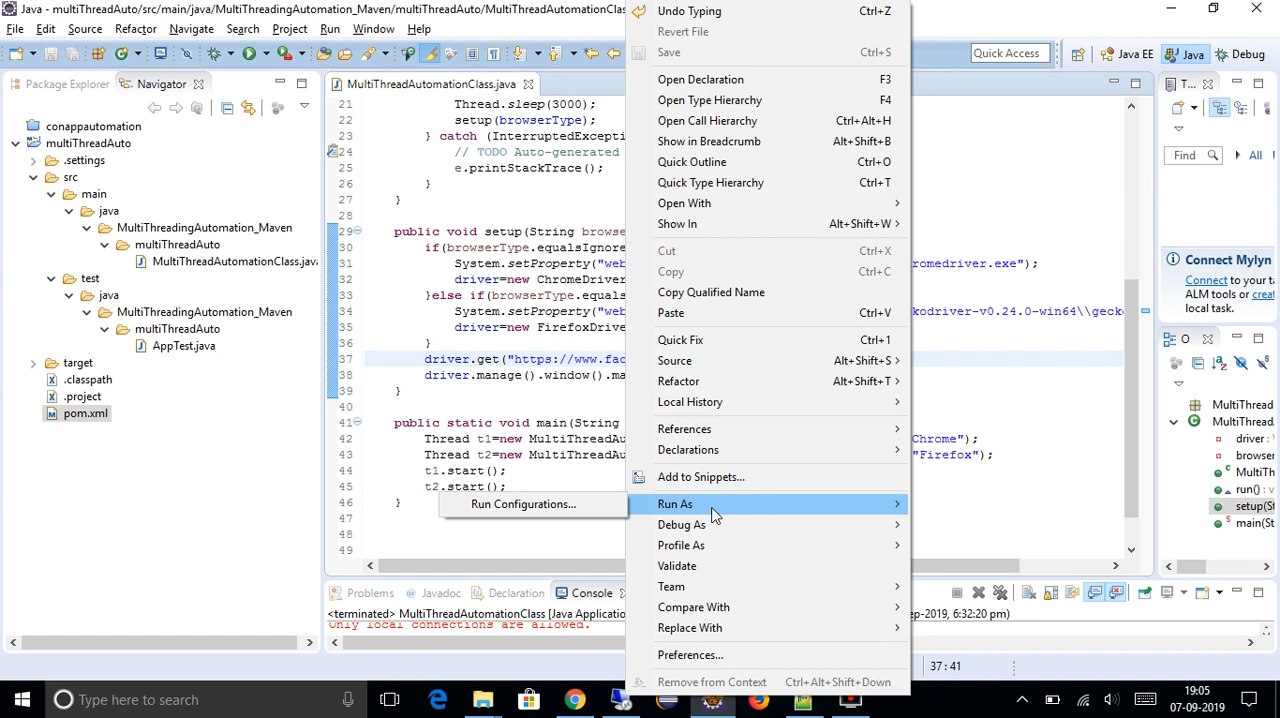 Java - multiThreadAuto/src/main/java/MultiThreadingAutomation_Maven/multiThreadAuto/MultiThreadAutomationClass
File Edit Source Refactor Navigate Search Project Run Window Help
Quick Access
Java EE
Java
Debug
Package Explorer
Navigator
conappautomation
multiThreadAuto
.settings
src
main
java
MultiThreadingAutomation_Maven
multiThreadAuto
MultiThreadAutomationClass.java
test
java
MultiThreadingAutomation_Maven
multiThreadAuto
AppTest.java
target
.classpath
.project
pom.xml
MultiThreadAutomationClass.java
21 Thread.sleep(3000);
22 setup(browserType);
23 } catch (InterruptedExcepti
24 // TODO Auto-generated
25 e.printStackTrace();
26 }
27 }
28
29 public void setup(String brows
30 if(browserType.equalsIgnore
31 System.setProperty("web romedriver.exe");
32 driver=new ChromeDriver
33 }else if(browserType.equals
34 System.setProperty("web kodriver-v0.24.0-win64\\gecko
35 driver=new FirefoxDrive
36 }
37 driver.get("https://www.fac
38 driver.manage().window().ma
39 }
40
41 public static void main(String
42 Thread t1=new MultiThreadAu Chrome");
43 Thread t2=new MultiThreadAu "Firefox");
44 t1.start();
45 t2.start();
46 }
47
48
49
Undo Typing Ctrl+Z
Revert File
Save Ctrl+S
Open Declaration F3
Open Type Hierarchy F4
Open Call Hierarchy Ctrl+Alt+H
Show in Breadcrumb Alt+Shift+B
Quick Outline Ctrl+O
Quick Type Hierarchy Ctrl+T
Open With
Show In Alt+Shift+W
Cut Ctrl+X
Copy Ctrl+C
Copy Qualified Name
Paste Ctrl+V
Quick Fix Ctrl+1
Source Alt+Shift+S
Refactor Alt+Shift+T
Local History
References
Declarations
Add to Snippets...
Run As
Run Configurations...
Debug As
Profile As
Validate
Team
Compare With
Replace With
Preferences...
Remove from Context Ctrl+Alt+Shift+Down
T...
Find
All
Connect Mylyn
Connect to your t
ALM tools or creat
local task.
O
MultiThread
MultiThread
driver : v
browser
MultiTh
run() : v
setup(St
main(St
Problems
@ Javadoc
Declaration
Console
<terminated> MultiThreadAutomationClass [Java Application ep-2019, 6:32:20 pm)
Only local connections are allowed.
37:41
Type here to search
19:05
07-09-2019